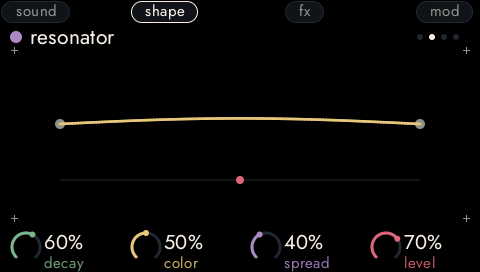 sound shape fx mod
resonator
60% 50% 40% 70%
decay color spread level